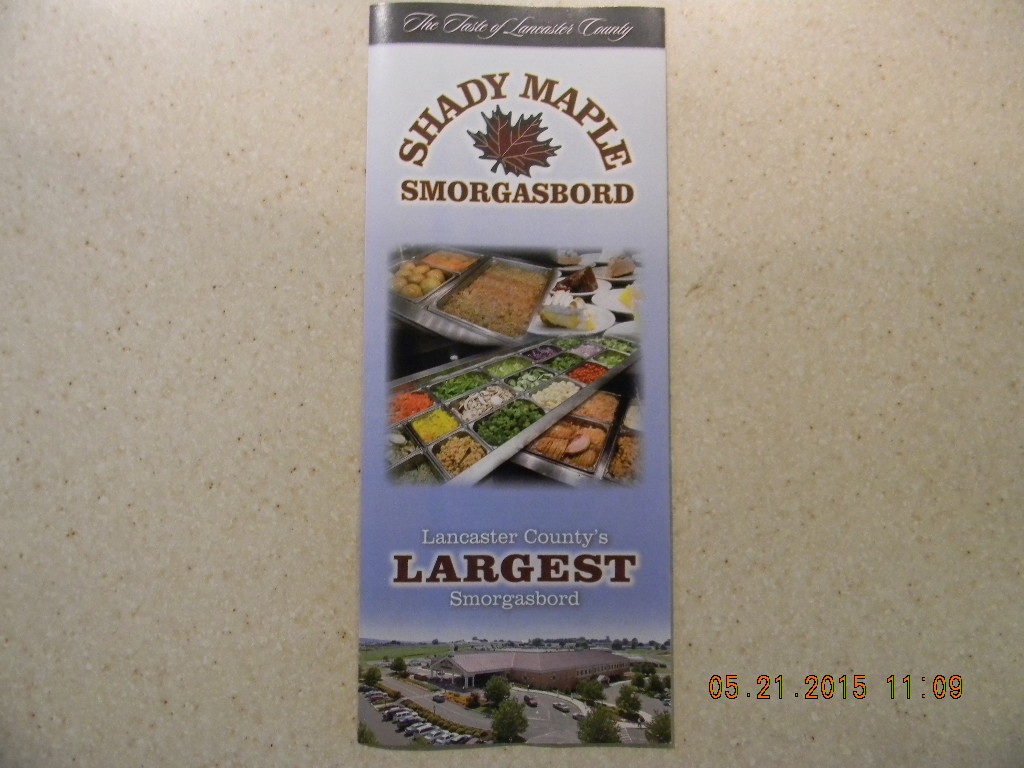 The Taste of Lancaster County
SHADY MAPLE
SMORGASBORD
Lancaster County's
LARGEST
Smorgasbord
05.21.2015 11:09